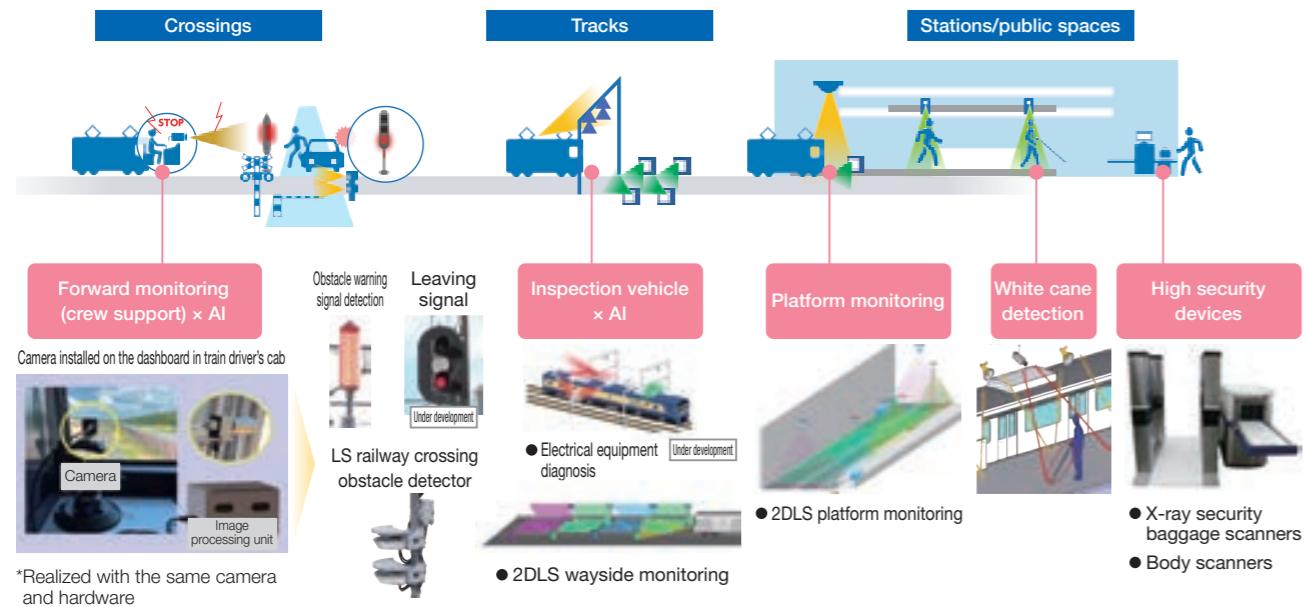 Crossings
Tracks
Stations/public spaces
STOP
Forward monitoring
(crew support) × AI
Camera installed on the dashboard in train driver's cab
Camera
Image
processing unit
*Realized with the same camera
and hardware
Obstacle warning
signal detection
Leaving
signal
Under development
LS railway crossing
obstacle detector
Inspection vehicle
× AI
● Electrical equipment
diagnosis
Under development
● 2DLS wayside monitoring
Platform monitoring
● 2DLS platform monitoring
White cane
detection
High security
devices
● X-ray security
baggage scanners
● Body scanners